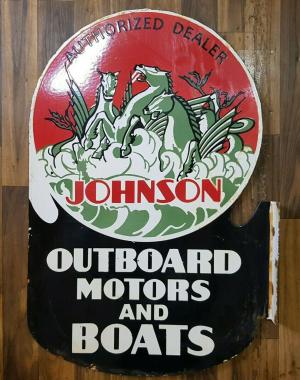 AUTHORIZED DEALER
JOHNSON
OUTBOARD
MOTORS
AND
BOATS